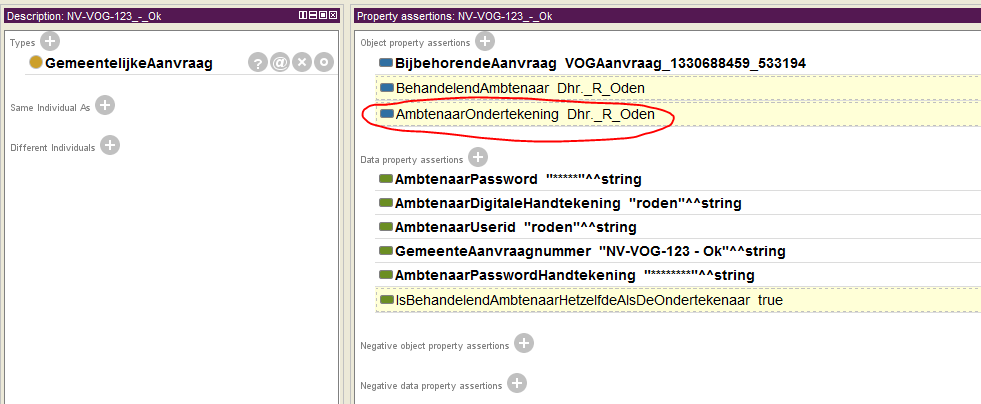 Description: NV-VOG-123_-_Ok
Types
GemeentelijkeAanvraag
Same Individual As
Different Individuals
Property assertions: NV-VOG-123_-_Ok
Object property assertions
BijbehorendeAanvraag VOGAanvraag_1330688459_533194
BehandelendAmbtenaar Dhr._R_Oden
AmbtenaarOndertekening Dhr._R_Oden
Data property assertions
AmbtenaarPassword "*****"^^string
AmbtenaarDigitaleHandtekening "roden"^^string
AmbtenaarUserid "roden"^^string
GemeenteAanvraagnummer "NV-VOG-123 - Ok"^^string
AmbtenaarPasswordHandtekening "********"^^string
IsBehandelendAmbtenaarHetzelfdeAlsDeOndertekenaar true
Negative object property assertions
Negative data property assertions